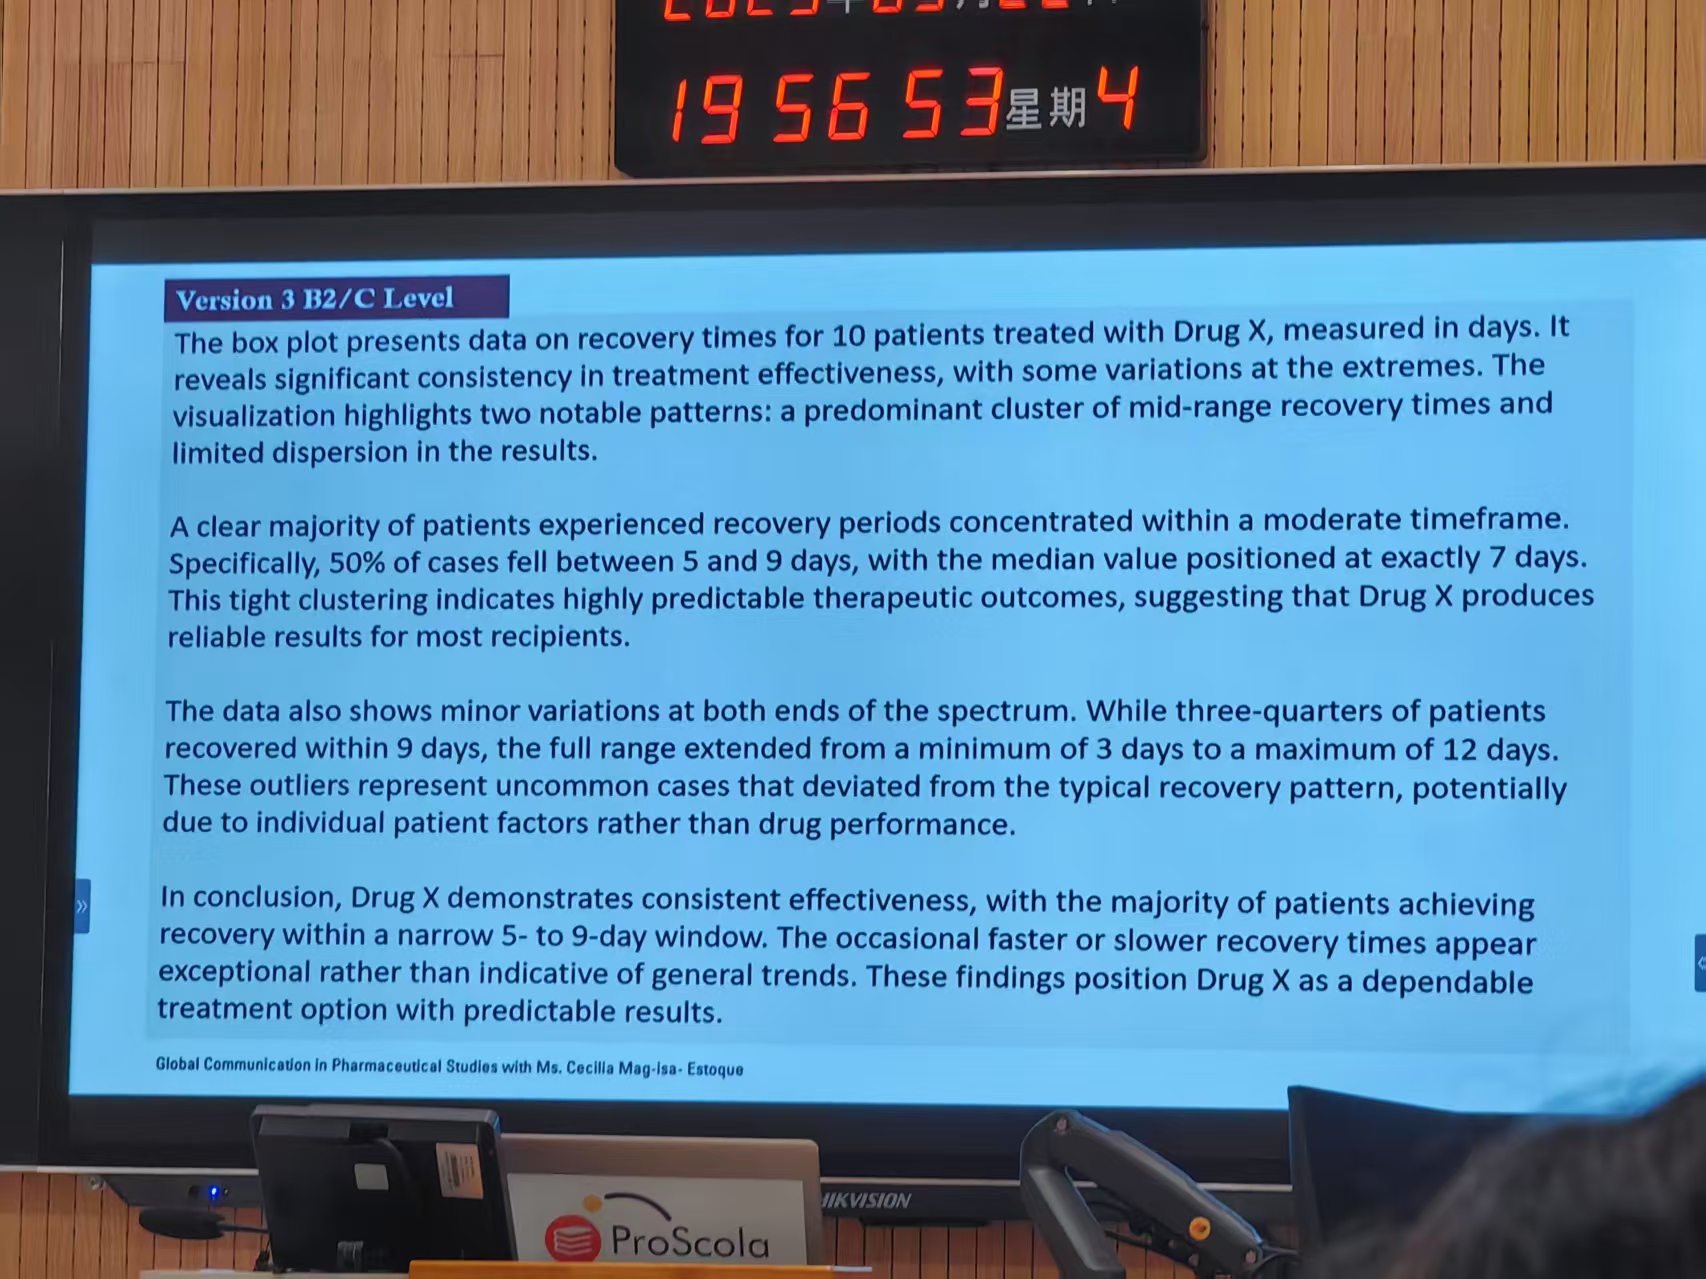 19 56 53 星期 4
Version 3 B2/C Level
The box plot presents data on recovery times for 10 patients treated with Drug X, measured in days. It
reveals significant consistency in treatment effectiveness, with some variations at the extremes. The
visualization highlights two notable patterns: a predominant cluster of mid-range recovery times and
limited dispersion in the results.
A clear majority of patients experienced recovery periods concentrated within a moderate timeframe.
Specifically, 50% of cases fell between 5 and 9 days, with the median value positioned at exactly 7 days.
This tight clustering indicates highly predictable therapeutic outcomes, suggesting that Drug X produces
reliable results for most recipients.
The data also shows minor variations at both ends of the spectrum. While three-quarters of patients
recovered within 9 days, the full range extended from a minimum of 3 days to a maximum of 12 days.
These outliers represent uncommon cases that deviated from the typical recovery pattern, potentially
due to individual patient factors rather than drug performance.
In conclusion, Drug X demonstrates consistent effectiveness, with the majority of patients achieving
recovery within a narrow 5- to 9-day window. The occasional faster or slower recovery times appear
exceptional rather than indicative of general trends. These findings position Drug X as a dependable
treatment option with predictable results.
Global Communication in Pharmaceutical Studies with Ms. Cecilia Mag-isa- Estoque
HIKVISION
ProScola